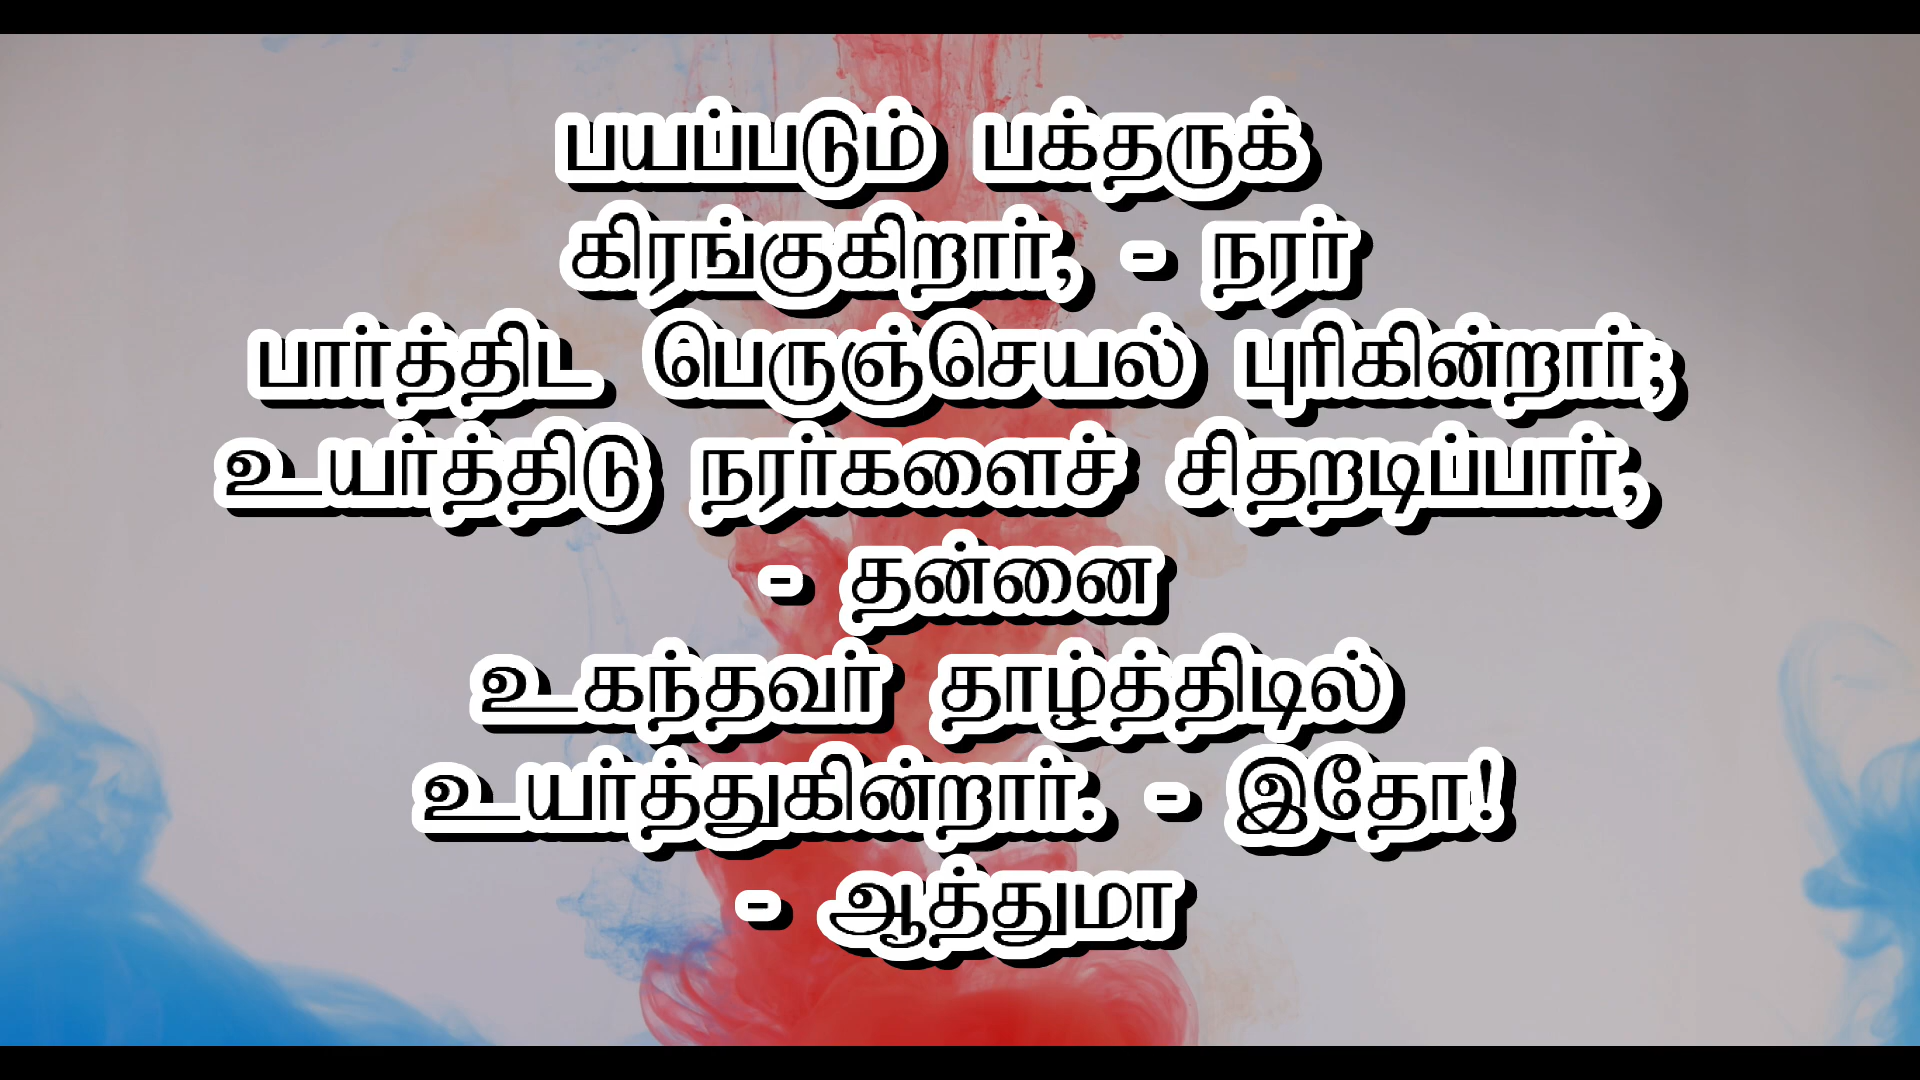 பயப்படும் பக்தருக்
கிரங்குகிறார், - நரர்
பார்த்திட பெருஞ்செயல் புரிகின்றார்;
உயர்த்திடு நரர்களைச் சிதறடிப்பார்,
- தன்னை
உகந்தவர் தாழ்த்திடில்
உயர்த்துகின்றார். - இதோ!
- ஆத்துமா